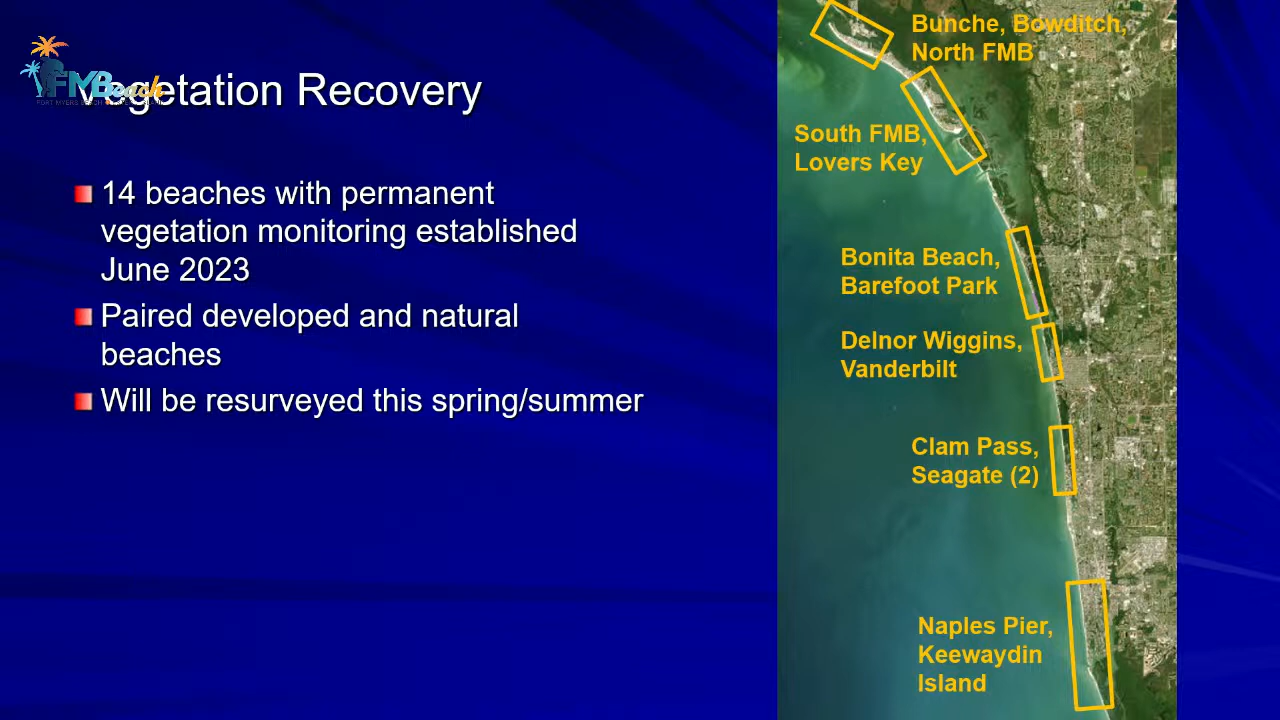 FMBeach
Vegetation Recovery
14 beaches with permanent
vegetation monitoring established
June 2023
Paired developed and natural
beaches
Will be resurveyed this spring/summer
Bunche, Bowditch,
North FMB
South FMB,
Lovers Key
Bonita Beach,
Barefoot Park
Delnor Wiggins,
Vanderbilt
Clam Pass,
Seagate (2)
Naples Pier,
Keewaydin
Island